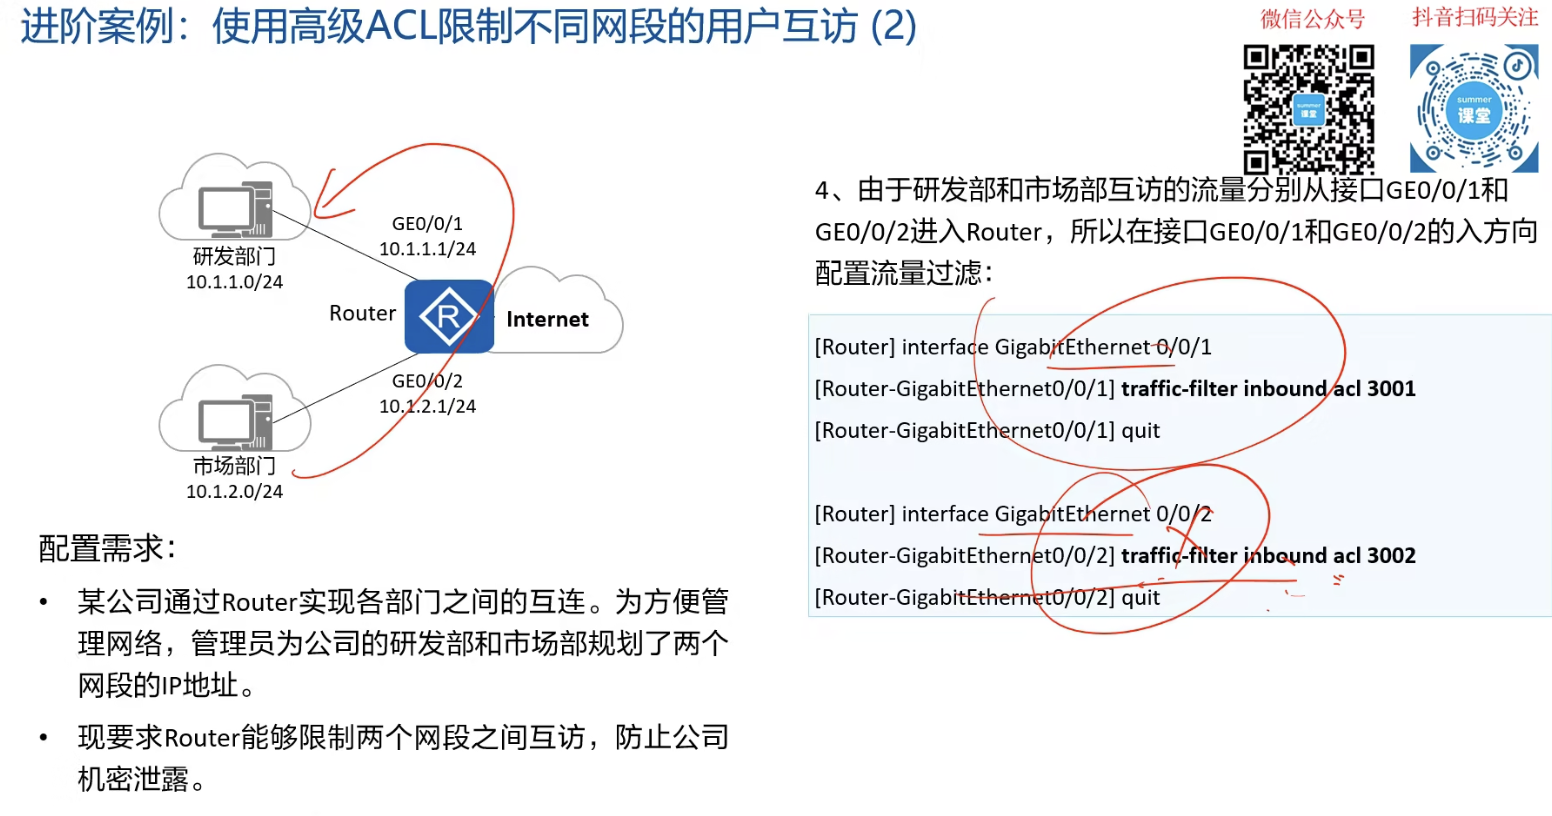 进阶案例：使用高级ACL限制不同网段的用户互访 (2)
微信公众号
抖音扫码关注
summer
课堂
summer
课堂
GE0/0/1
10.1.1.1/24
研发部门
10.1.1.0/24
Router
R
Internet
GE0/0/2
10.1.2.1/24
市场部门
10.1.2.0/24
配置需求：
• 某公司通过Router实现各部门之间的互连。为方便管
理网络，管理员为公司的研发部和市场部规划了两个
网段的IP地址。
• 现要求Router能够限制两个网段之间互访，防止公司
机密泄露。
4、由于研发部和市场部互访的流量分别从接口GE0/0/1和
GE0/0/2进入Router，所以在接口GE0/0/1和GE0/0/2的入方向
配置流量过滤：
[Router] interface GigabitEthernet 0/0/1
[Router-GigabitEthernet0/0/1] traffic-filter inbound acl 3001
[Router-GigabitEthernet0/0/1] quit
[Router] interface GigabitEthernet 0/0/2
[Router-GigabitEthernet0/0/2] traffic-filter inbound acl 3002
[Router-GigabitEthernet0/0/2] quit